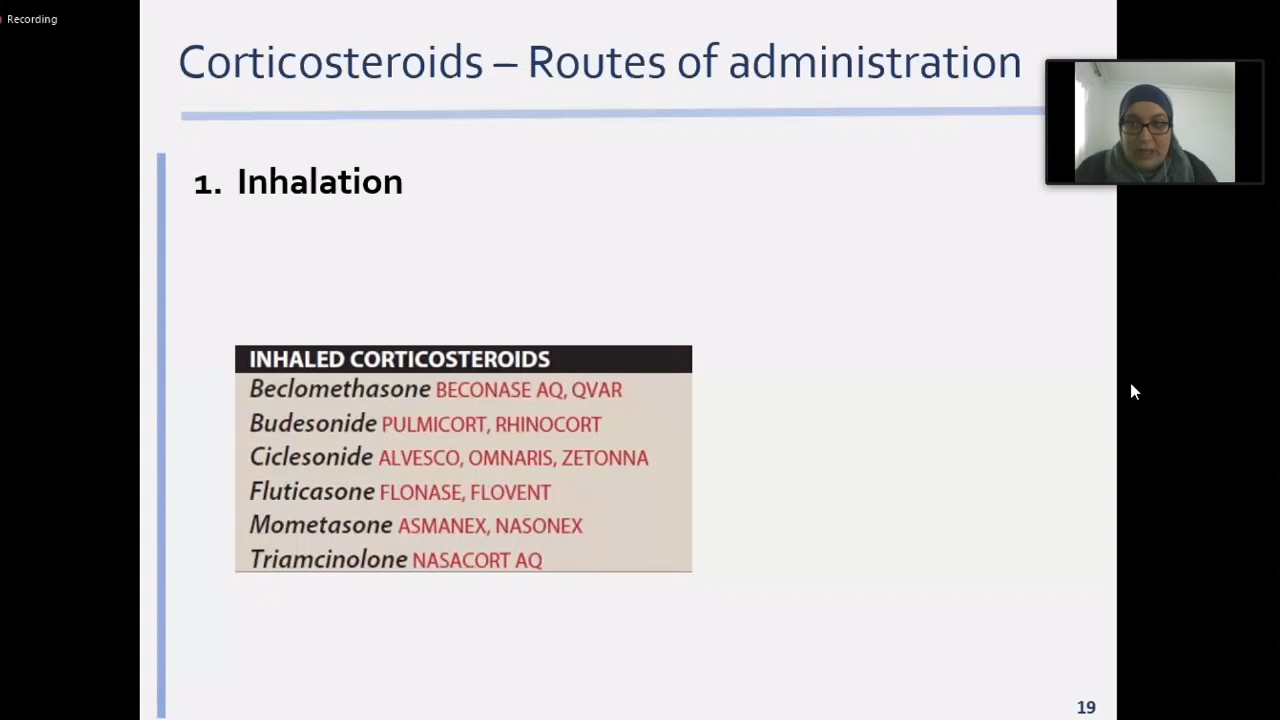 Recording
Corticosteroids – Routes of administration
1. Inhalation
INHALED CORTICOSTEROIDS
Beclomethasone BECONASE AQ, QVAR
Budesonide PULMICORT, RHINOCORT
Ciclesonide ALVESCO, OMNARIS, ZETONNA
Fluticasone FLONASE, FLOVENT
Mometasone ASMANEX, NASONEX
Triamcinolone NASACORT AQ
19